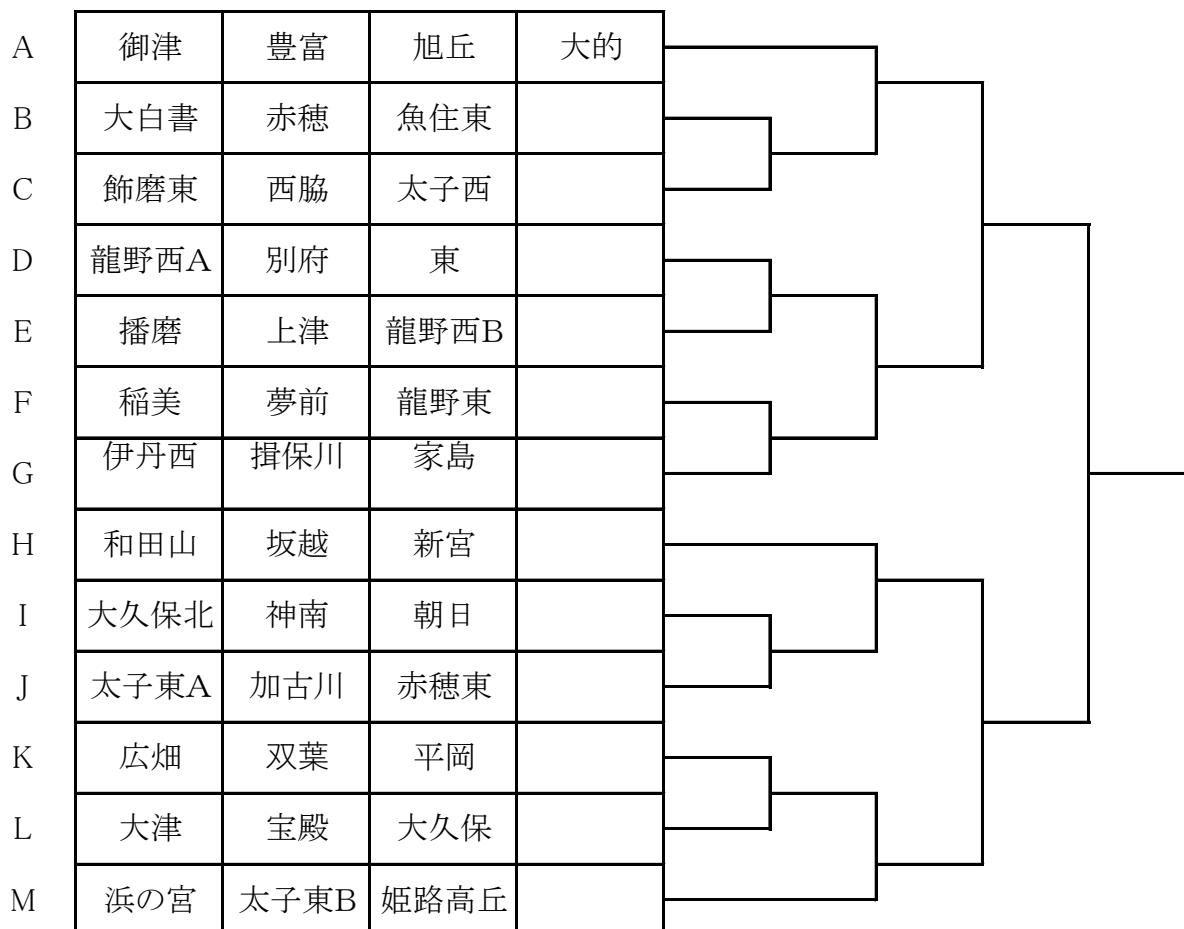 A 御津 豊富 旭丘 大的
B 大白書 赤穂 魚住東
C 飾磨東 西脇 太子西
D 龍野西A 別府 東
E 播磨 上津 龍野西B
F 稲美 夢前 龍野東
G 伊丹西 揖保川 家島
H 和田山 坂越 新宮
I 大久保北 神南 朝日
J 太子東A 加古川 赤穂東
K 広畑 双葉 平岡
L 大津 宝殿 大久保
M 浜の宮 太子東B 姫路高丘